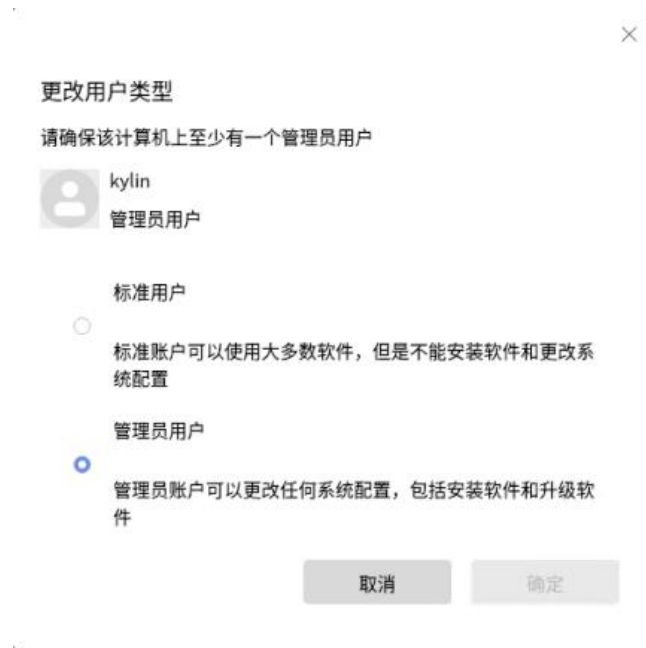 更改用户类型
请确保该计算机上至少有一个管理员用户
kylin
管理员用户
标准用户
标准账户可以使用大多数软件，但是不能安装软件和更改系
统配置
管理员用户
管理员账户可以更改任何系统配置，包括安装软件和升级软
件
取消
确定